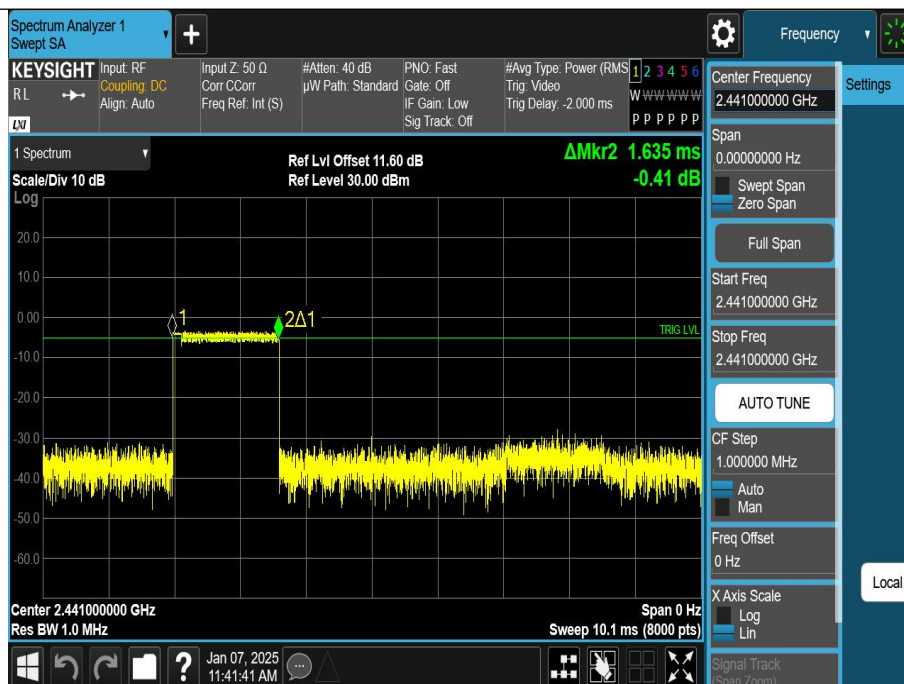 Spectrum Analyzer 1
Swept SA
Frequency
KEYSIGHT
RL
LXI
Input: RF
Coupling: DC
Align: Auto
Input Z: 50 Ω
Corr CCorr
Freq Ref: Int (S)
#Atten: 40 dB
µW Path: Standard
PNO: Fast
Gate: Off
IF Gain: Low
Sig Track: Off
#Avg Type: Power (RMS
Trig: Video
Trig Delay: -2.000 ms
1 2 3 4 5 6
W W W W W W
P P P P P P
1 Spectrum
Scale/Div 10 dB
Log
Ref Lvl Offset 11.60 dB
Ref Level 30.00 dBm
ΔMkr2 1.635 ms
-0.41 dB
20.0
10.0
0.00
-10.0
-20.0
-30.0
-40.0
-50.0
-60.0
1
2Δ1
TRIG LVL
Center 2.441000000 GHz
Res BW 1.0 MHz
Span 0 Hz
Sweep 10.1 ms (8000 pts)
Jan 07, 2025
11:41:41 AM
Center Frequency
2.441000000 GHz
Span
0.00000000 Hz
Swept Span
Zero Span
Full Span
Start Freq
2.441000000 GHz
Stop Freq
2.441000000 GHz
AUTO TUNE
CF Step
1.000000 MHz
Auto
Man
Freq Offset
0 Hz
X Axis Scale
Log
Lin
Signal Track
(Span Zoom)
Settings
Local